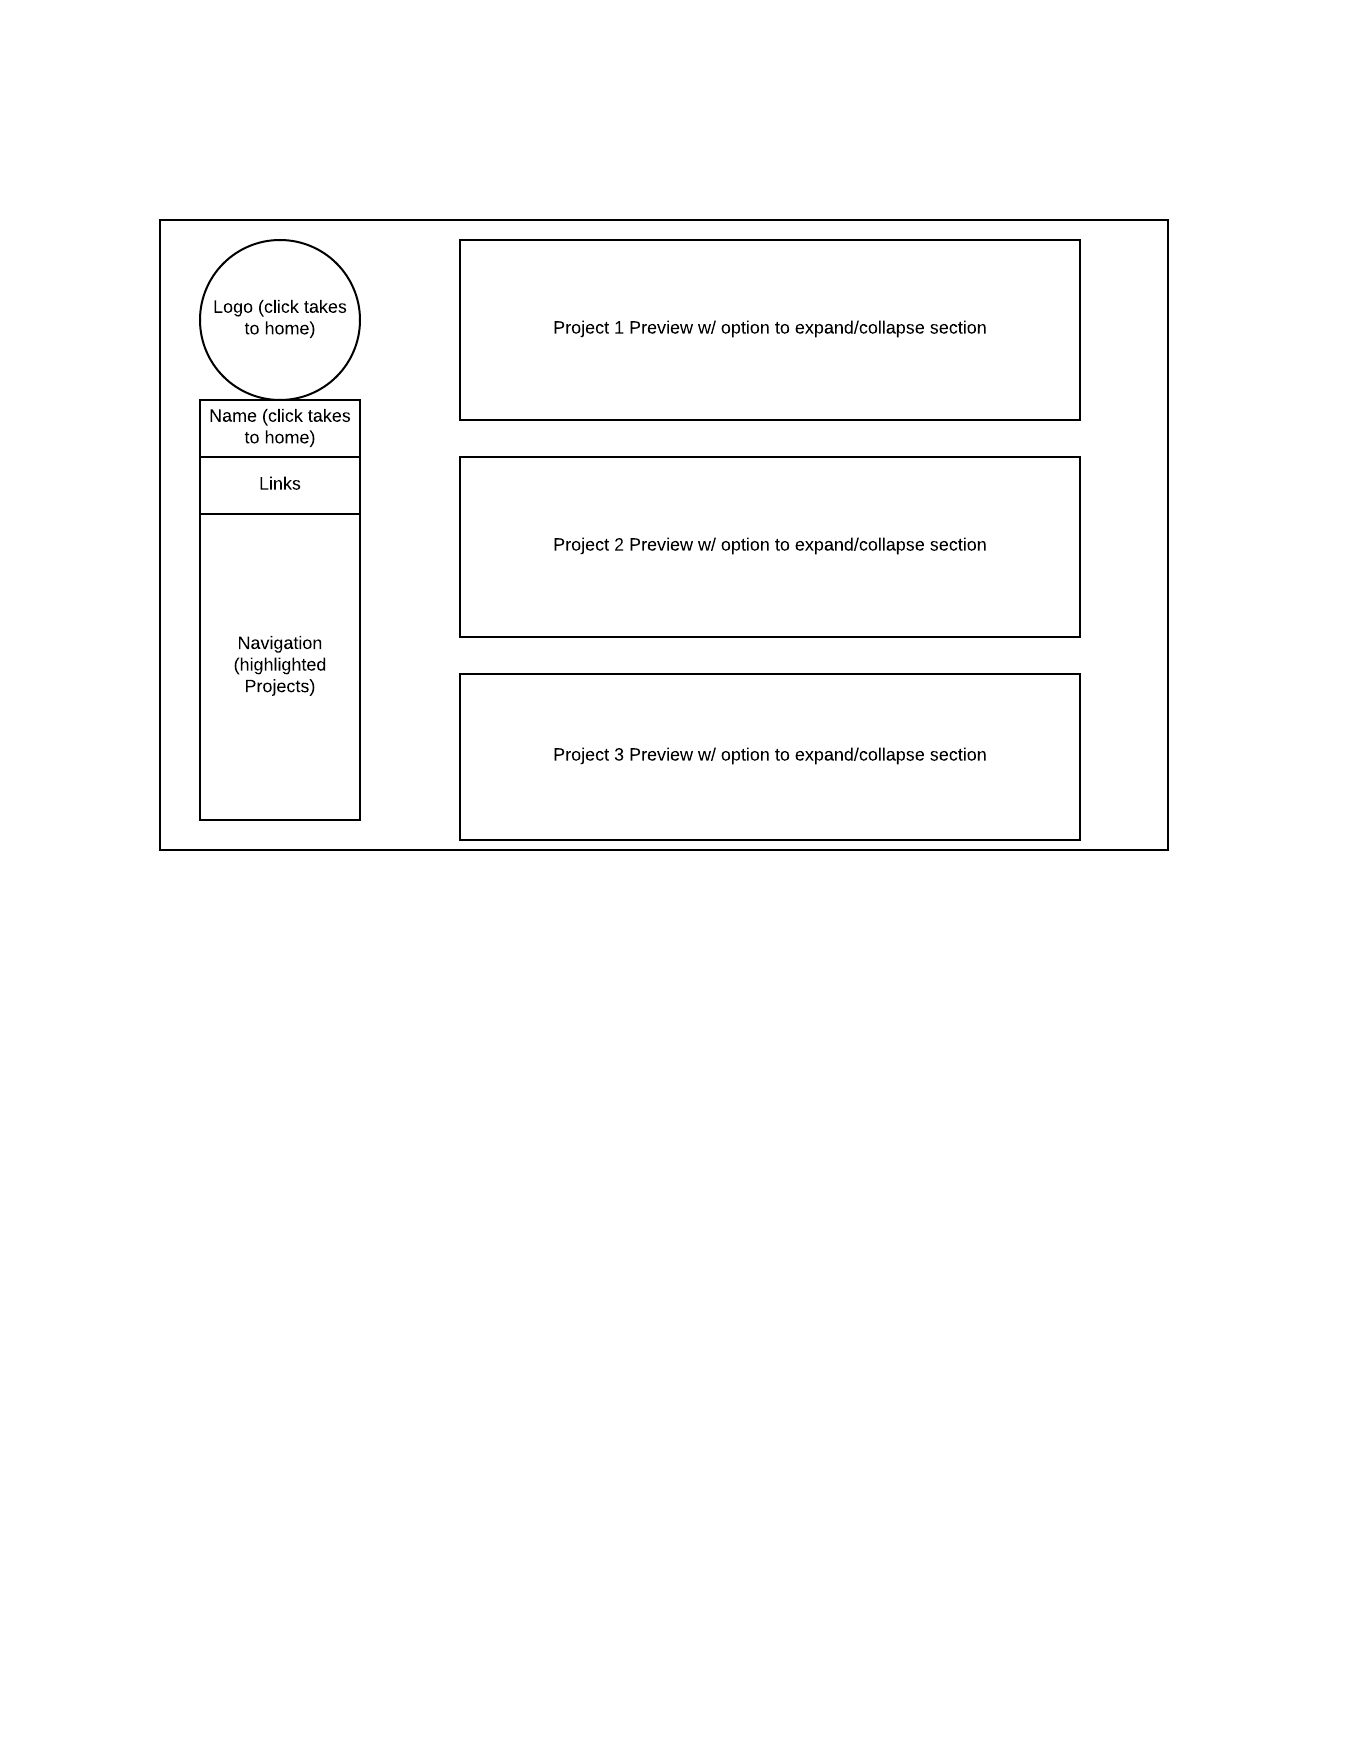 Logo (click takes
to home)
Name (click takes
to home)
Links
Navigation
(highlighted
Projects)
Project 1 Preview w/ option to expand/collapse section
Project 2 Preview w/ option to expand/collapse section
Project 3 Preview w/ option to expand/collapse section